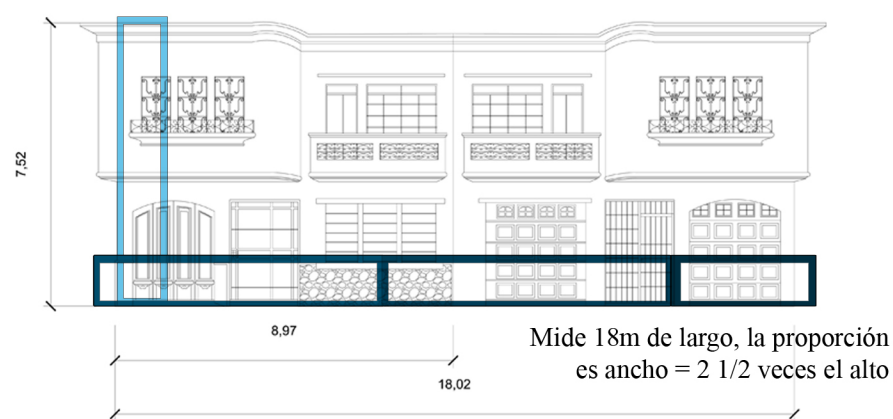 7,52
8,97
Mide 18m de largo, la proporción
es ancho = 2 1/2 veces el alto
18,02